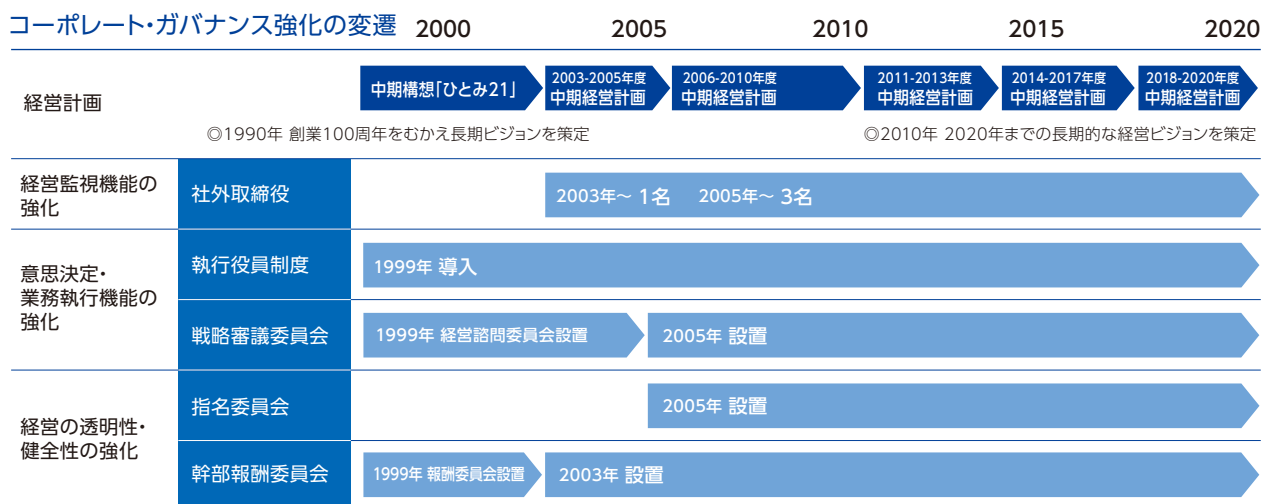 コーポレート・ガバナンス強化の変遷 2000 2005 2010 2015 2020
経営計画
中期構想「ひとみ21」
2003-2005年度
中期経営計画
2006-2010年度
中期経営計画
2011-2013年度
中期経営計画
2014-2017年度
中期経営計画
2018-2020年度
中期経営計画
◎1990年 創業100周年をむかえ長期ビジョンを策定
◎2010年 2020年までの長期的な経営ビジョンを策定
経営監視機能の
強化
社外取締役
2003年～ 1名 2005年～ 3名
意思決定・
業務執行機能の
強化
執行役員制度
1999年 導入
戦略審議委員会
1999年 経営諮問委員会設置
2005年 設置
経営の透明性・
健全性の強化
指名委員会
2005年 設置
幹部報酬委員会
1999年 報酬委員会設置
2003年 設置